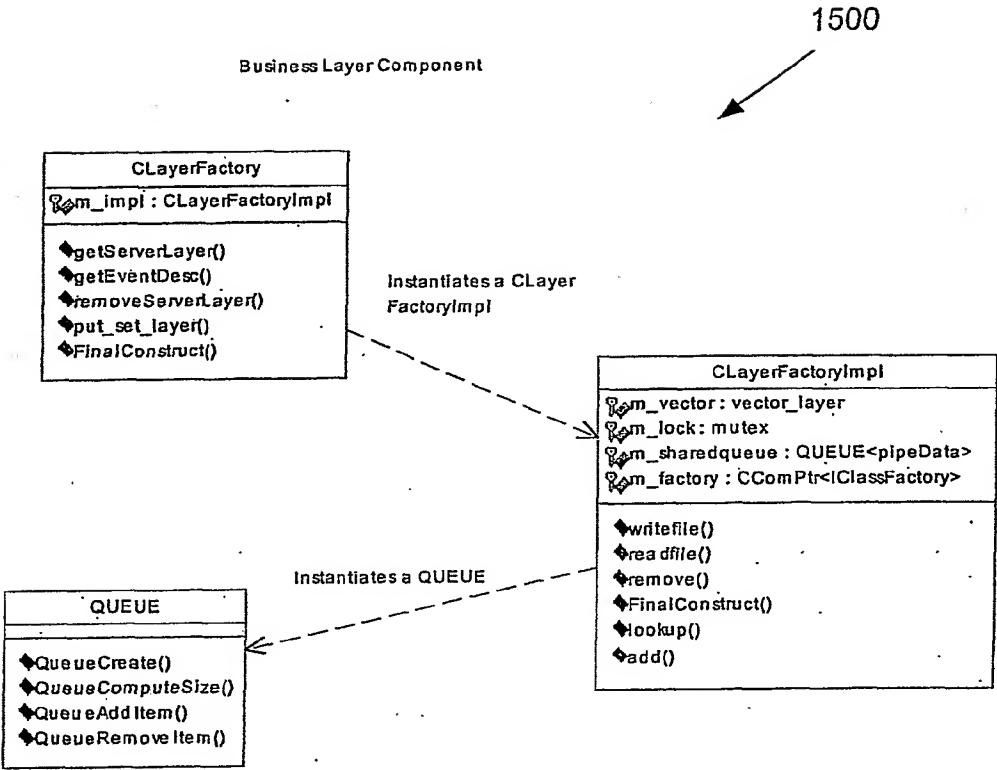 1500
Business Layer Component
CLayerFactory
m_impl : CLayerFactoryImpl
getServerLayer()
getEventDesc()
removeServerLayer()
put_set_layer()
FinalConstruct()
Instantiates a CLayer
FactoryImpl
CLayerFactoryImpl
m_vector : vector_layer
m_lock : mutex
m_sharedqueue : QUEUE<pipeData>
m_factory : CComPtr<IClassFactory>
writefile()
readfile()
remove()
FinalConstruct()
lookup()
add()
Instantiates a QUEUE
QUEUE
QueueCreate()
QueueComputeSize()
QueueAddItem()
QueueRemoveItem()